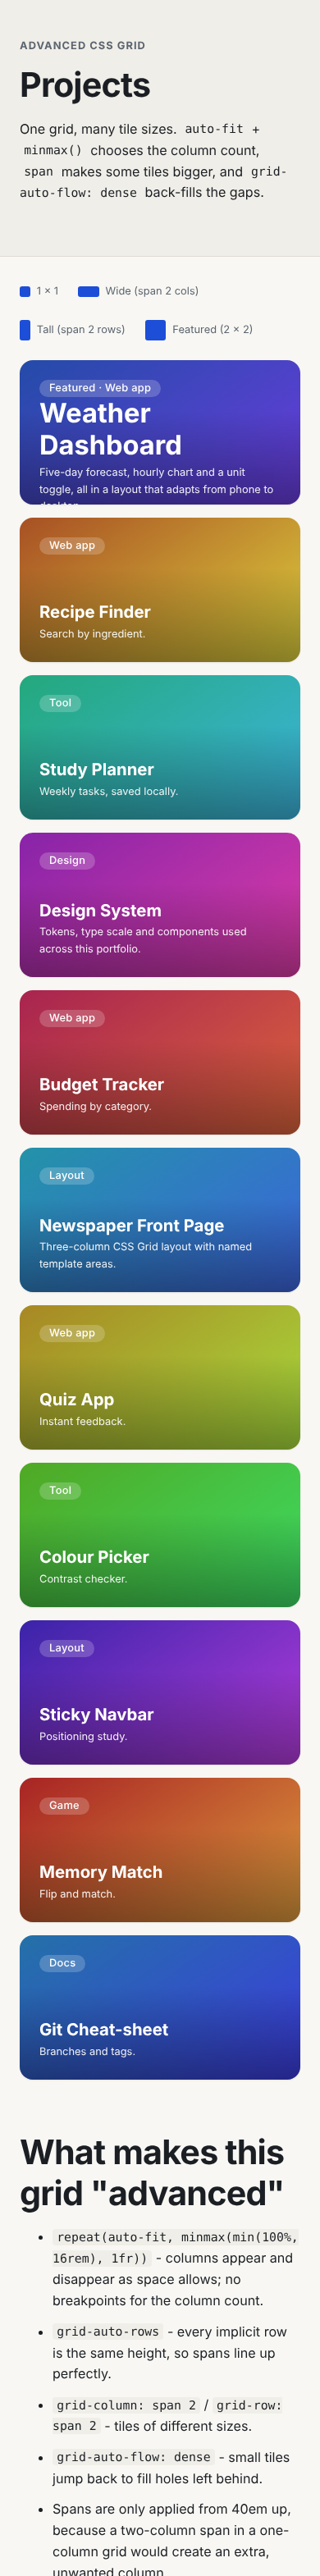 ADVANCED CSS GRID
Projects
One grid, many tile sizes. auto-fit +
minmax() chooses the column count,
span makes some tiles bigger, and grid-
auto-flow: dense back-fills the gaps.
1 × 1
Wide (span 2 cols)
Tall (span 2 rows)
Featured (2 × 2)
Featured · Web app
Weather
Dashboard
Five-day forecast, hourly chart and a unit
toggle, all in a layout that adapts from phone to
Web app
Recipe Finder
Search by ingredient.
Tool
Study Planner
Weekly tasks, saved locally.
Design
Design System
Tokens, type scale and components used
across this portfolio.
Web app
Budget Tracker
Spending by category.
Layout
Newspaper Front Page
Three-column CSS Grid layout with named
template areas.
Web app
Quiz App
Instant feedback.
Tool
Colour Picker
Contrast checker.
Layout
Sticky Navbar
Positioning study.
Game
Memory Match
Flip and match.
Docs
Git Cheat-sheet
Branches and tags.
What makes this
grid "advanced"
repeat(auto-fit, minmax(min(100%,
16rem), 1fr)) - columns appear and
disappear as space allows; no
breakpoints for the column count.
grid-auto-rows - every implicit row
is the same height, so spans line up
perfectly.
grid-column: span 2 / grid-row:
span 2 - tiles of different sizes.
grid-auto-flow: dense - small tiles
jump back to fill holes left behind.
Spans are only applied from 40em up,
because a two-column span in a one-
column grid would create an extra,
unwanted column.